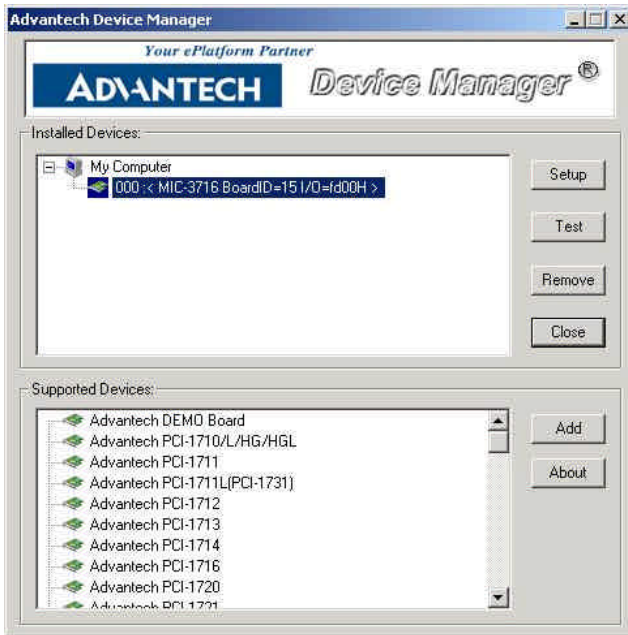 Advantech Device Manager
Your ePlatform Partner
ADVANTECH Device Manager ®
Installed Devices:
My Computer
000 :< MIC-3716 BoardID=15 I/O=fd00H >
Setup
Test
Remove
Close
Supported Devices:
Advantech DEMO Board
Advantech PCI-1710/L/HG/HGL
Advantech PCI-1711
Advantech PCI-1711L(PCI-1731)
Advantech PCI-1712
Advantech PCI-1713
Advantech PCI-1714
Advantech PCI-1716
Advantech PCI-1720
Advantech PCI-1721
Add
About